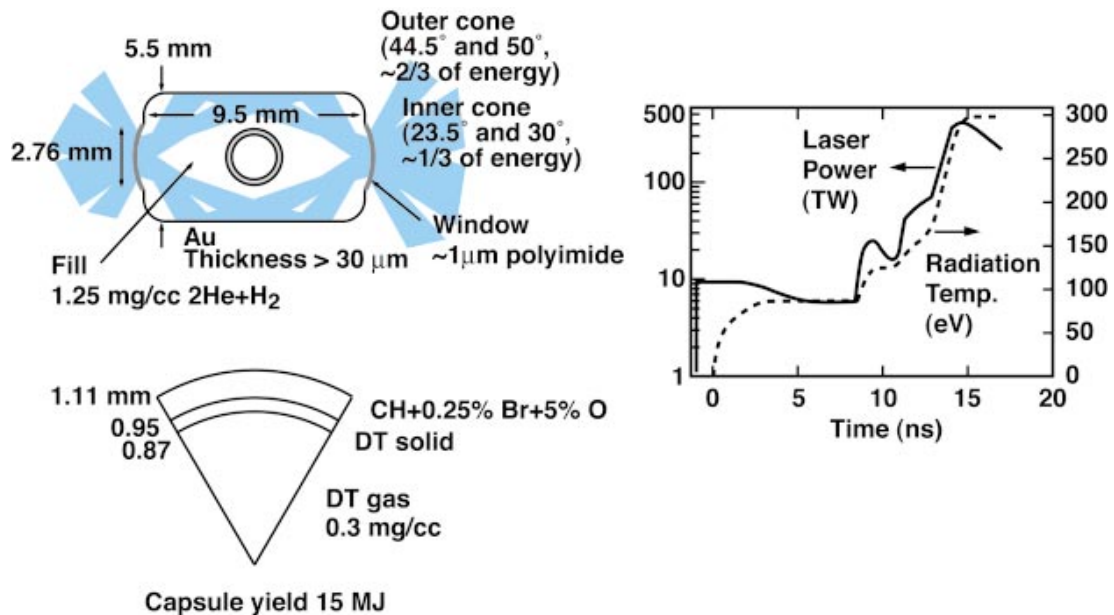 5.5 mm
Outer cone
(44.5° and 50°,
~2/3 of energy)
9.5 mm
Inner cone
(23.5° and 30°,
~1/3 of energy)
2.76 mm
Window
~1μm polyimide
Au
Thickness > 30 μm
Fill
1.25 mg/cc 2He+H₂
1.11 mm
0.95
0.87
CH+0.25% Br+5% O
DT solid
DT gas
0.3 mg/cc
Capsule yield 15 MJ
500
100
10
1
Laser
Power
(TW)
300
250
200
150
100
50
0
Radiation
Temp.
(eV)
0 5 10 15 20
Time (ns)